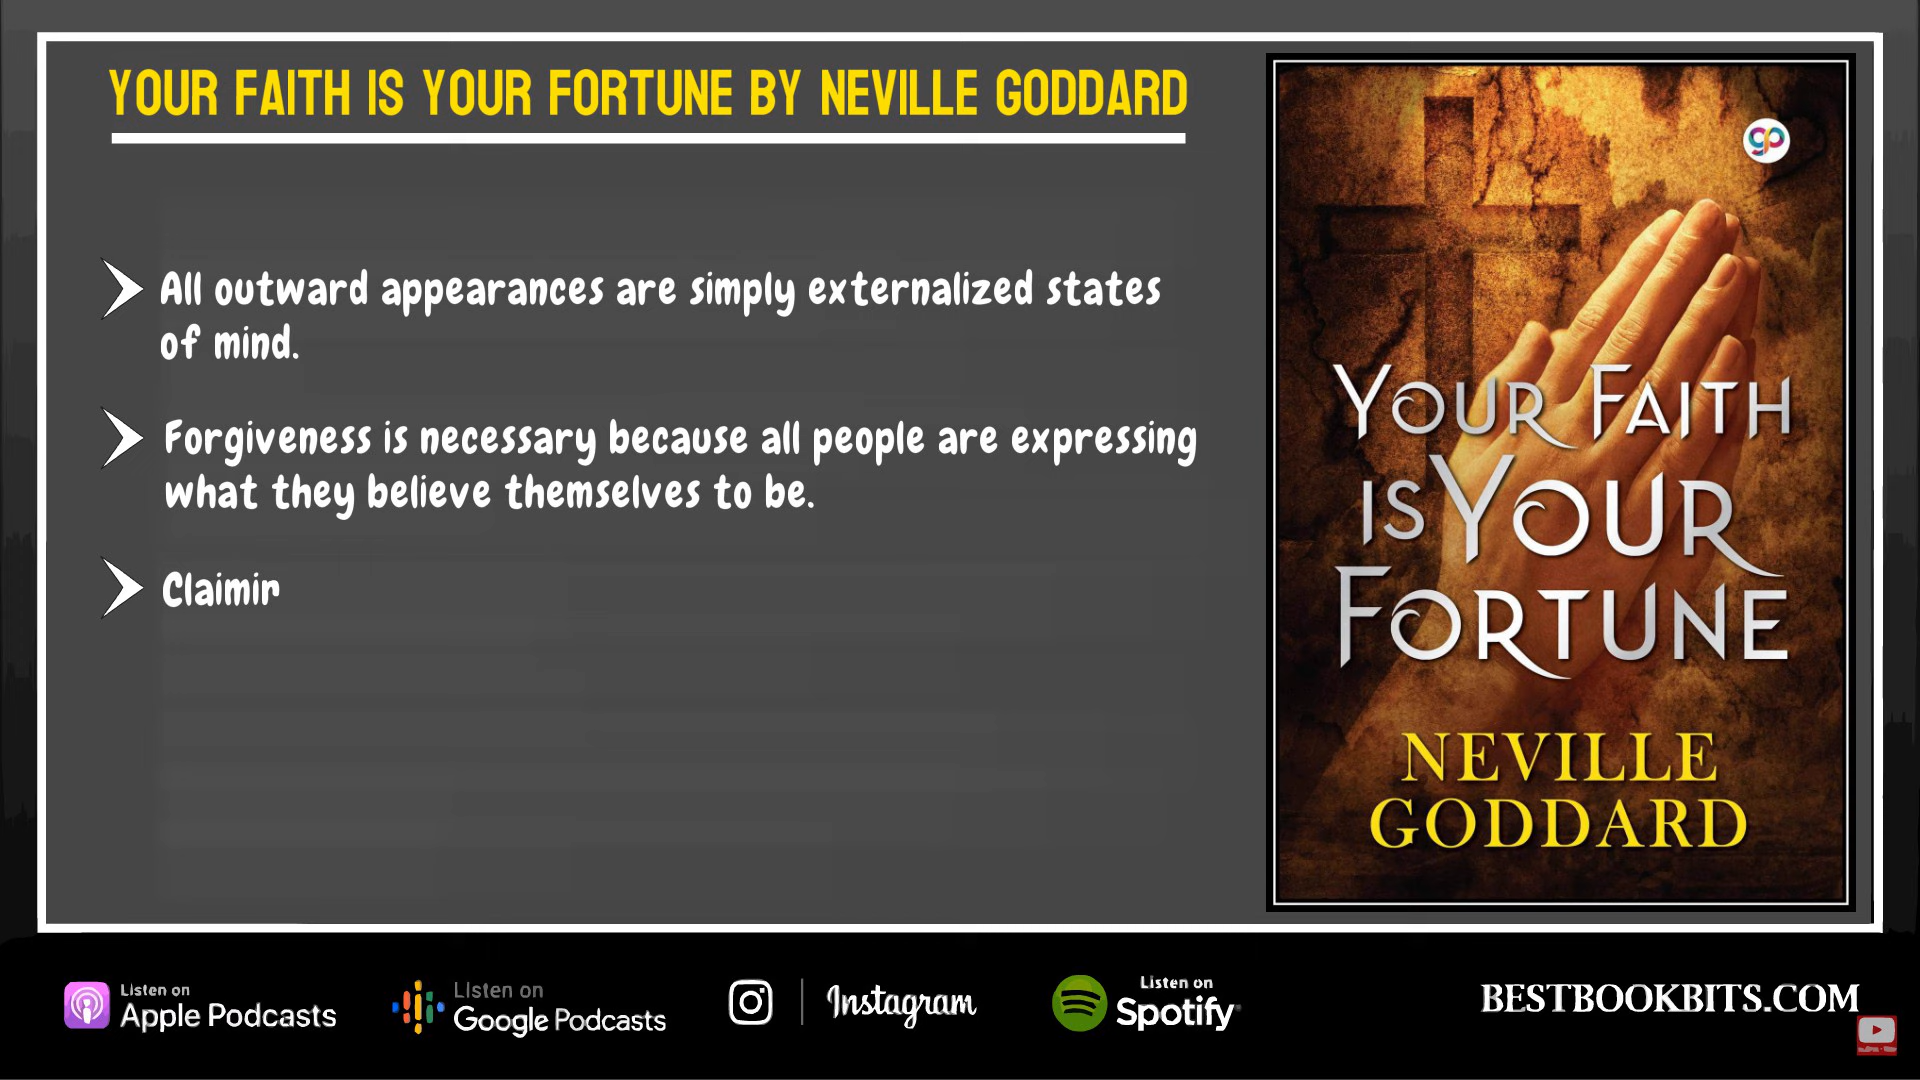 YOUR FAITH IS YOUR FORTUNE BY NEVILLE GODDARD
All outward appearances are simply externalized states
of mind.
Forgiveness is necessary because all people are expressing
what they believe themselves to be.
Claimin
gp
YOUR FAITH
IS YOUR
FORTUNE
NEVILLE
GODDARD
Listen on
Apple Podcasts
Listen on
Google Podcasts
Instagram
Listen on
Spotify
BESTBOOKBITS.COM